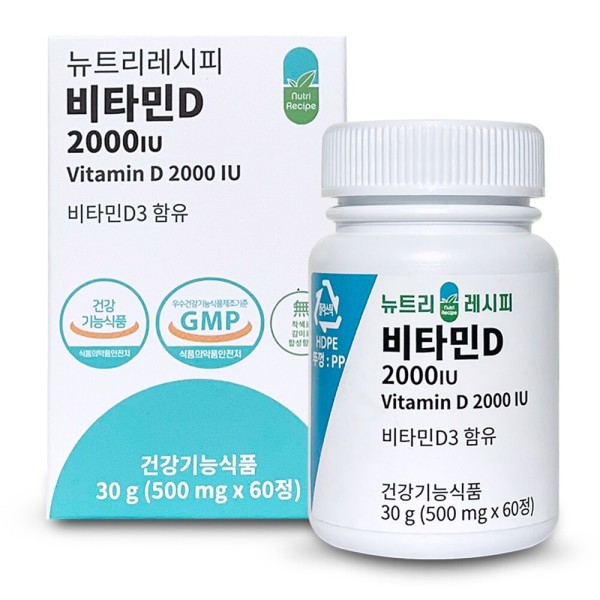 뉴트리레시피
비타민D
2000IU
Vitamin D 2000 IU
비타민D3 함유
Nutri
Recipe
건강
기능식품
식품의약품안전처
우수건강기능식품제조기준
GMP
식품의약품안전처
無
착색료
건강기능식품
30 g (500 mg x 60정)
뉴트리
Nutri
Recipe
레시피
비타민D
2000IU
Vitamin D 2000 IU
비타민D3 함유
건강기능식품
30 g (500 mg x 60정)
HDPE
뚜껑 : PP